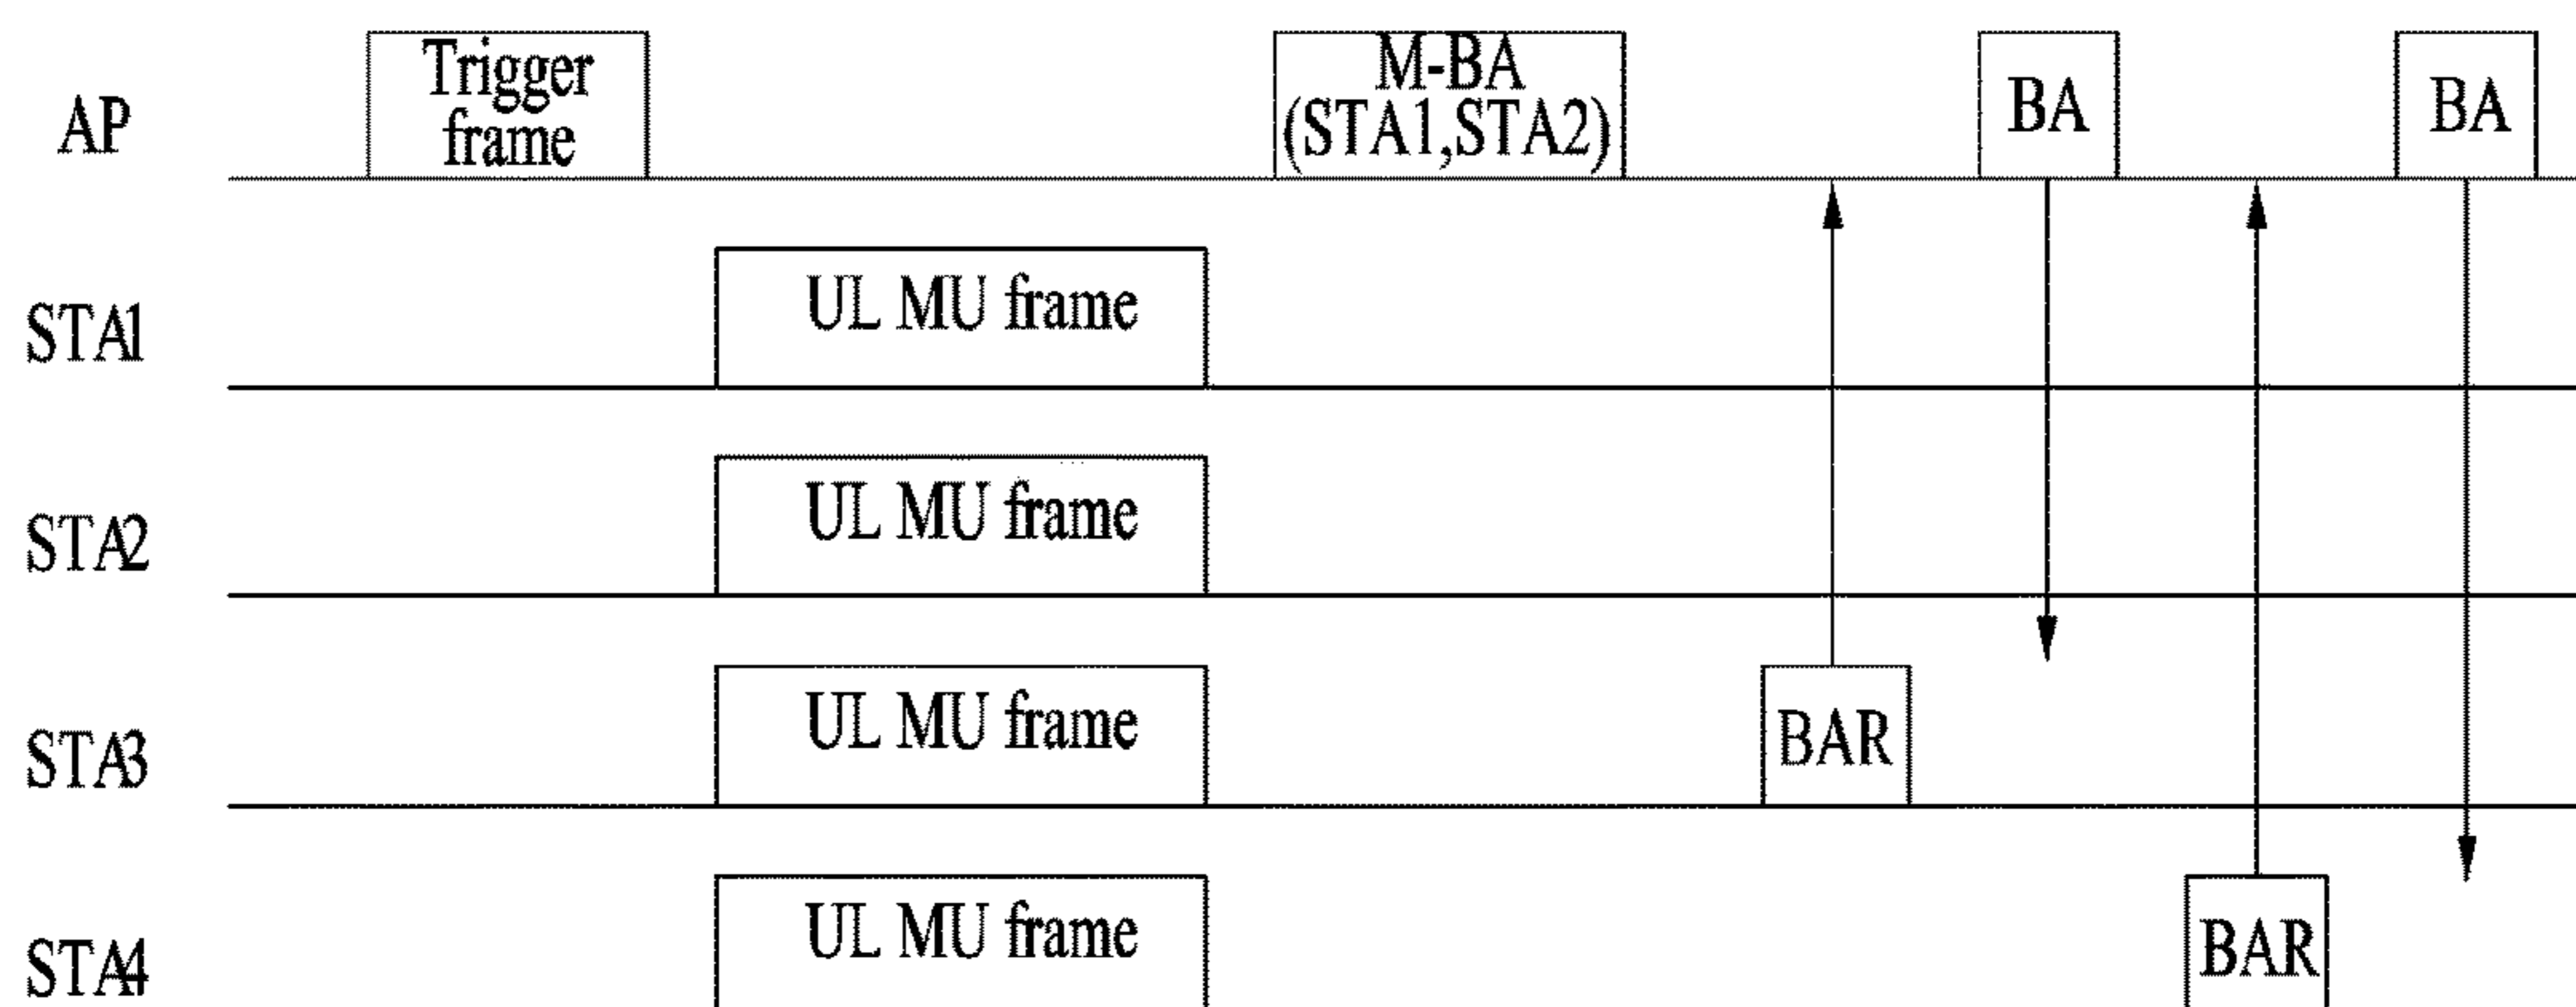 AP
Trigger
frame
M-BA
(STA1,STA2)
BA
BA
STA1
UL MU frame
STA2
UL MU frame
STA3
UL MU frame
BAR
STA4
UL MU frame
BAR